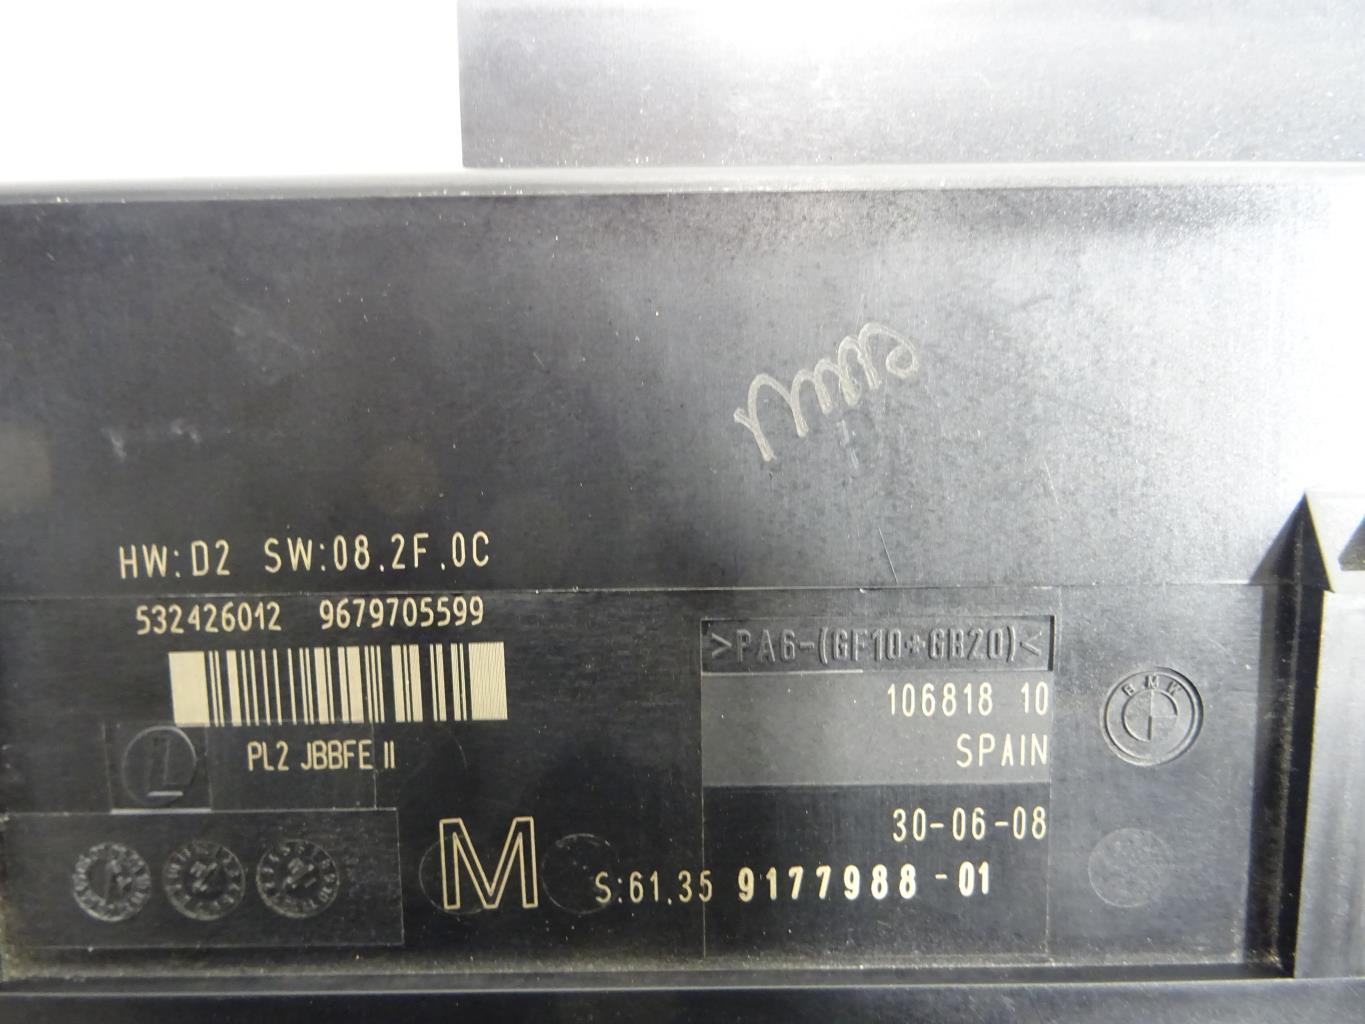 HW:D2 SW:08.2F.0C
532426012 9679705599
>PA6-(GF10+GB20)<
106818 10
BMW
SPAIN
PL2 JBBFE II
30-06-08
M
S:61.35 9177988-01